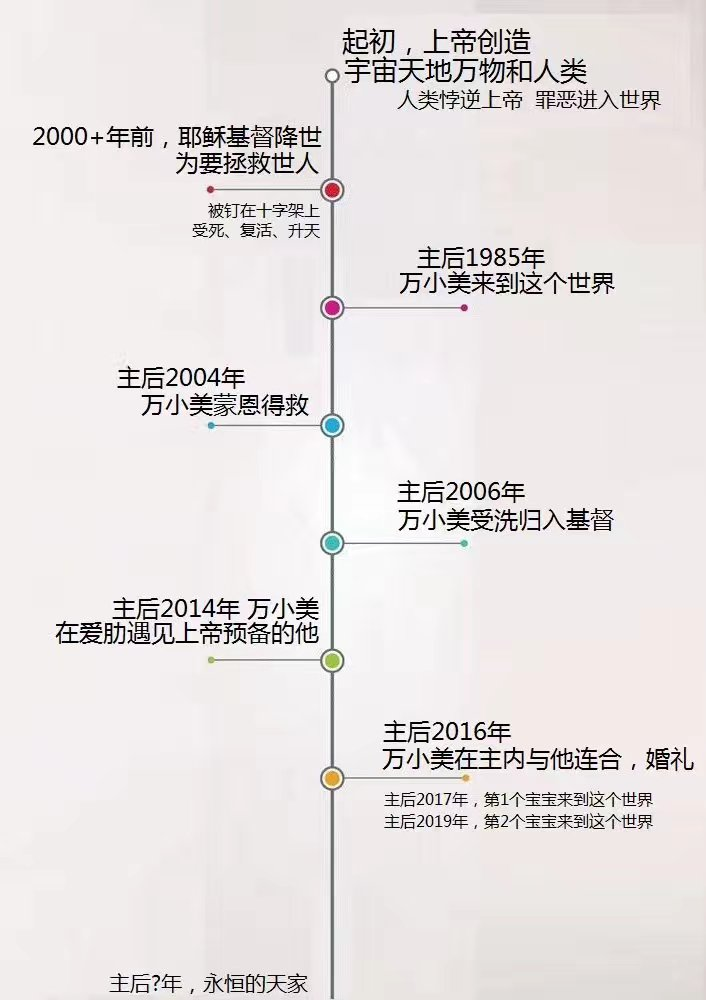 起初，上帝创造
宇宙天地万物和人类
人类悖逆上帝 罪恶进入世界
2000+年前，耶稣基督降世
为要拯救世人
被钉在十字架上
受死、复活、升天
主后1985年
万小美来到这个世界
主后2004年
万小美蒙恩得救
主后2006年
万小美受洗归入基督
主后2014年 万小美
在爱肋遇见上帝预备的他
主后2016年
万小美在主内与他连合，婚礼
主后2017年，第1个宝宝来到这个世界
主后2019年，第2个宝宝来到这个世界
主后?年，永恒的天家